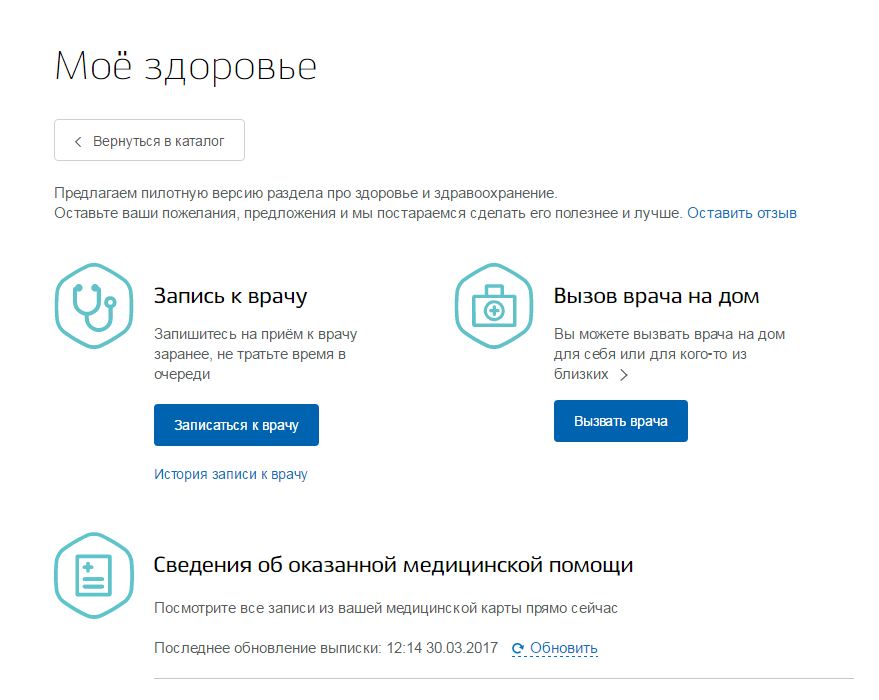 Моё здоровье
Вернуться в каталог
Предлагаем пилотную версию раздела про здоровье и здравоохранение.
Оставьте ваши пожелания, предложения и мы постараемся сделать его полезнее и лучше. Оставить отзыв
Запись к врачу
Запишитесь на приём к врачу
заранее, не тратьте время в
очереди
Записаться к врачу
История записи к врачу
Вызов врача на дом
Вы можете вызвать врача на дом
для себя или для кого-то из
близких
Вызвать врача
Сведения об оказанной медицинской помощи
Посмотрите все записи из вашей медицинской карты прямо сейчас
Последнее обновление выписки: 12:14 30.03.2017 Обновить